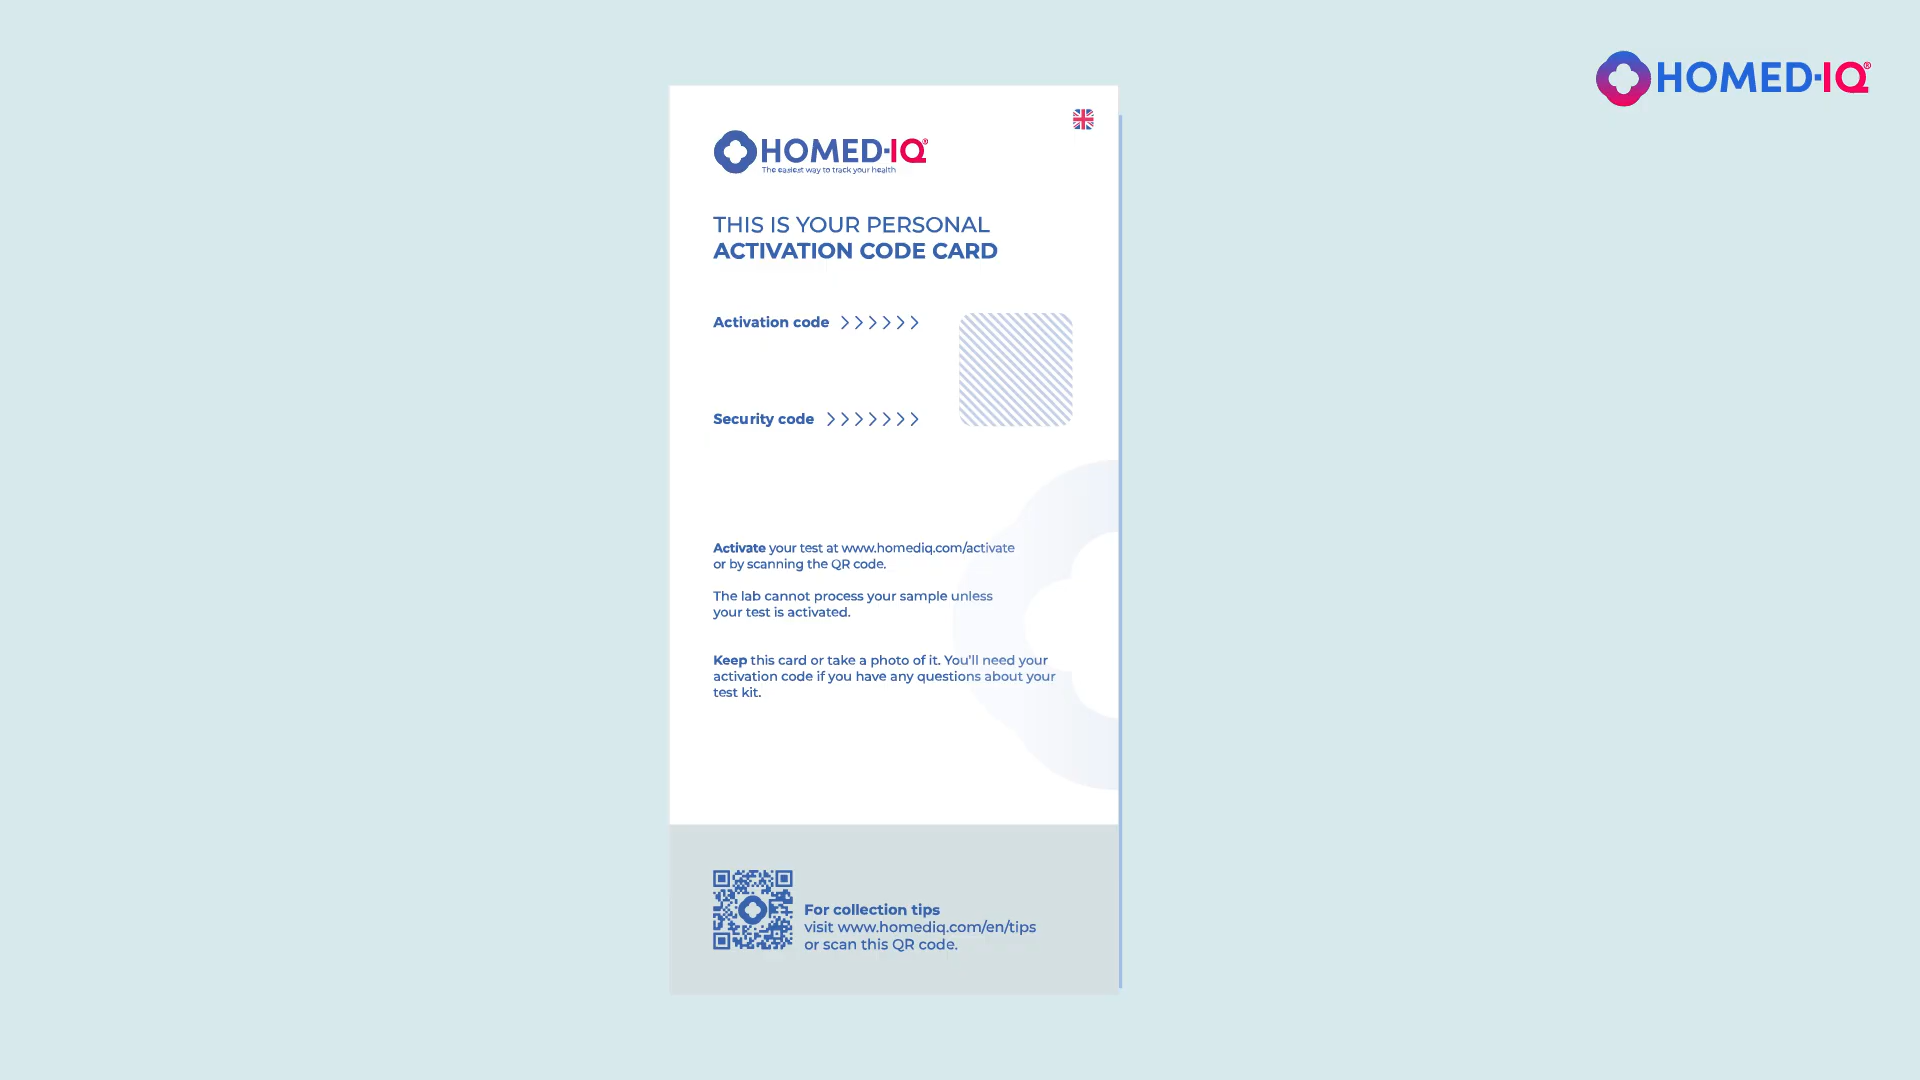 HOMED-IQ®
HOMED-IQ®
The easiest way to track your health
THIS IS YOUR PERSONAL
ACTIVATION CODE CARD
Activation code
Security code
Activate your test at www.homediq.com/activate
or by scanning the QR code.
The lab cannot process your sample unless
your test is activated.
Keep this card or take a photo of it. You'll need your
activation code if you have any questions about your
test kit.
For collection tips
visit www.homediq.com/en/tips
or scan this QR code.